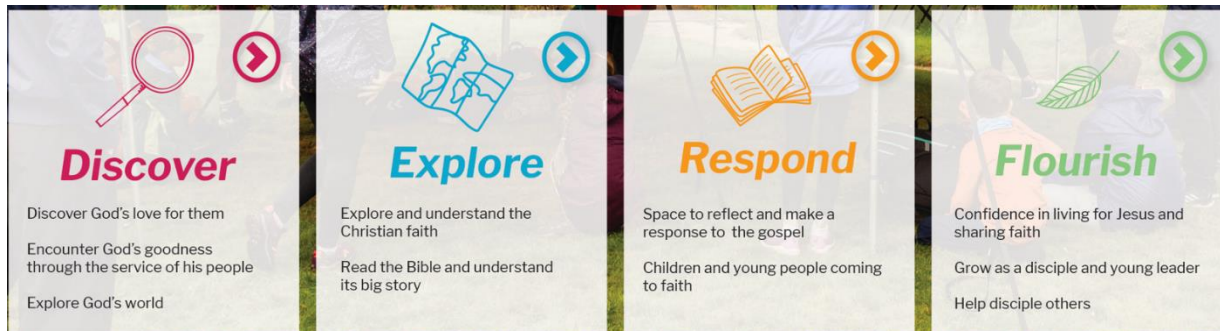 Discover
Discover God's love for them
Encounter God's goodness
through the service of his people
Explore God's world
Explore
Explore and understand the
Christian faith
Read the Bible and understand
its big story
Respond
Space to reflect and make a
response to the gospel
Children and young people coming
to faith
Flourish
Confidence in living for Jesus and
sharing faith
Grow as a disciple and young leader
Help disciple others